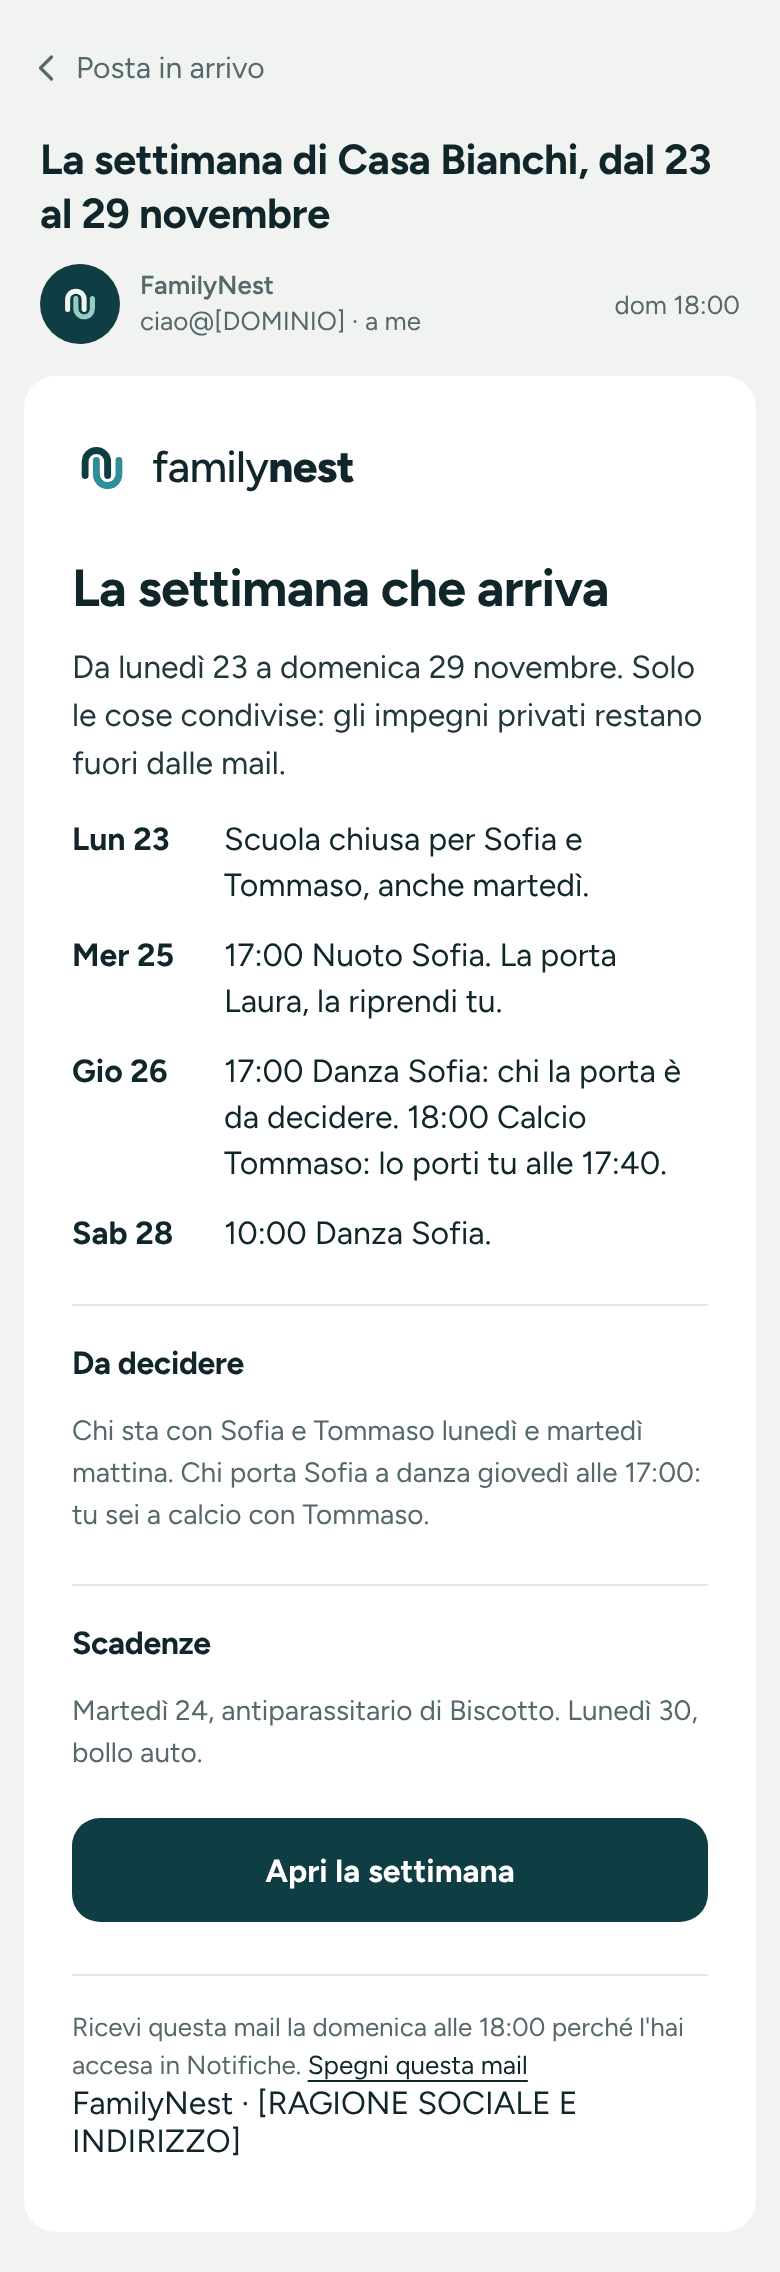 Posta in arrivo
La settimana di Casa Bianchi, dal 23
al 29 novembre
FamilyNest
ciao@[DOMINIO] · a me
dom 18:00
familynest
La settimana che arriva
Da lunedì 23 a domenica 29 novembre. Solo
le cose condivise: gli impegni privati restano
fuori dalle mail.
Lun 23 Scuola chiusa per Sofia e
Tommaso, anche martedì.
Mer 25 17:00 Nuoto Sofia. La porta
Laura, la riprendi tu.
Gio 26 17:00 Danza Sofia: chi la porta è
da decidere. 18:00 Calcio
Tommaso: lo porti tu alle 17:40.
Sab 28 10:00 Danza Sofia.
Da decidere
Chi sta con Sofia e Tommaso lunedì e martedì
mattina. Chi porta Sofia a danza giovedì alle 17:00:
tu sei a calcio con Tommaso.
Scadenze
Martedì 24, antiparassitario di Biscotto. Lunedì 30,
bollo auto.
Apri la settimana
Ricevi questa mail la domenica alle 18:00 perché l'hai
accesa in Notifiche. Spegni questa mail
FamilyNest · [RAGIONE SOCIALE E
INDIRIZZO]